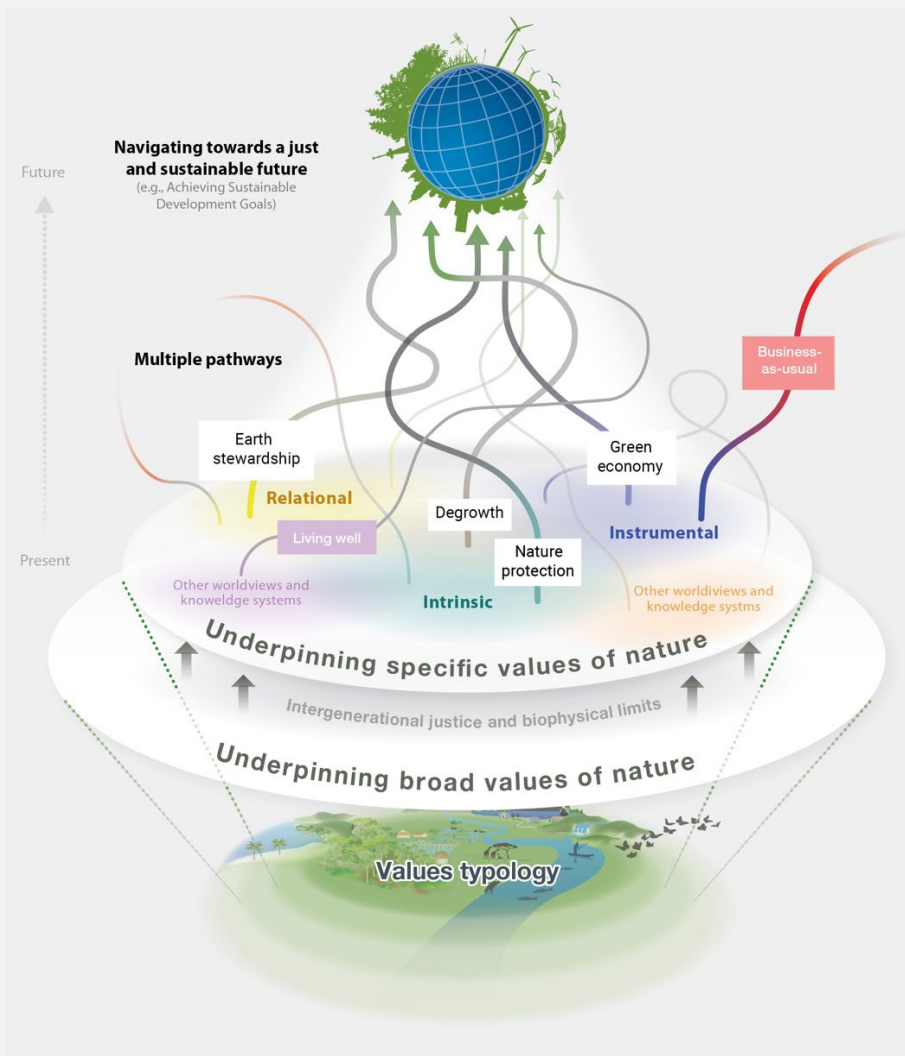 Navigating towards a just
and sustainable future
(e.g., Achieving Sustainable
Development Goals)
Future
Multiple pathways
Business-
as-usual
Earth
stewardship
Green
economy
Relational
Degrowth
Instrumental
Living well
Nature
protection
Present
Other worldviews and
knoweldge systems
Intrinsic
Other worldiviews and
knowledge systms
Underpinning specific values of nature
Intergenerational justice and biophysical limits
Underpinning broad values of nature
Values typology